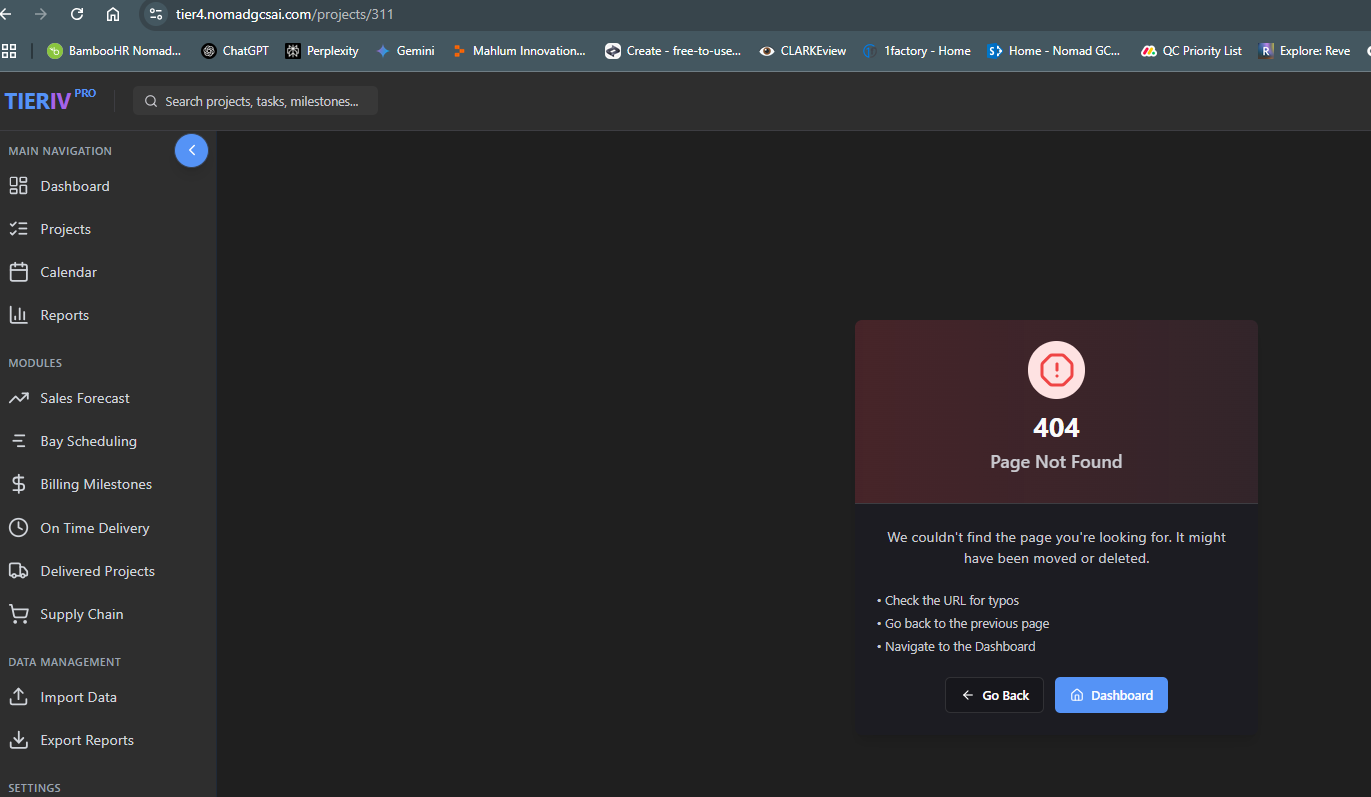 tier4.nomadgcsai.com/projects/311
BambooHR Nomad...
ChatGPT
Perplexity
Gemini
Mahlum Innovation...
Create - free-to-use...
CLARKEview
1factory - Home
Home - Nomad GC...
QC Priority List
Explore: Reve
TIERIV PRO
Search projects, tasks, milestones...
MAIN NAVIGATION
Dashboard
Projects
Calendar
Reports
MODULES
Sales Forecast
Bay Scheduling
Billing Milestones
On Time Delivery
Delivered Projects
Supply Chain
DATA MANAGEMENT
Import Data
Export Reports
SETTINGS
404
Page Not Found
We couldn't find the page you're looking for. It might
have been moved or deleted.
• Check the URL for typos
• Go back to the previous page
• Navigate to the Dashboard
Go Back
Dashboard